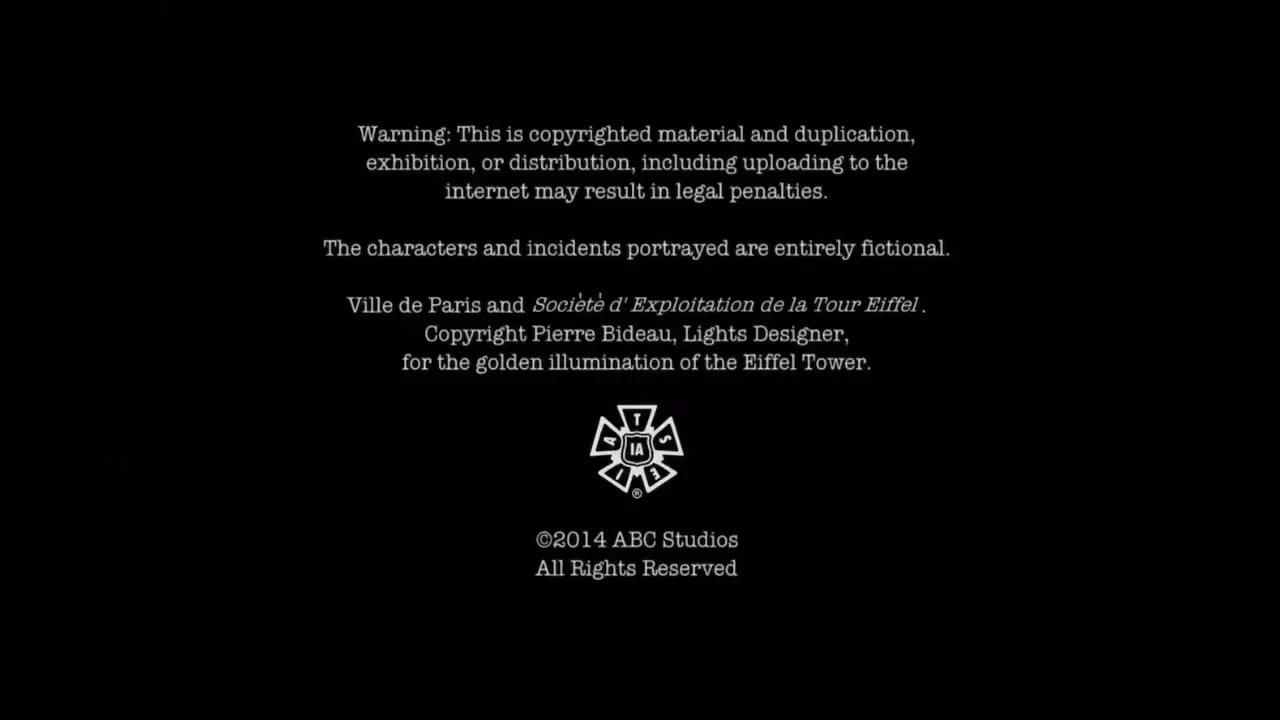 Warning: This is copyrighted material and duplication,
exhibition, or distribution, including uploading to the
internet may result in legal penalties.
The characters and incidents portrayed are entirely fictional.
Ville de Paris and Société d' Exploitation de la Tour Eiffel .
Copyright Pierre Bideau, Lights Designer,
for the golden illumination of the Eiffel Tower.
I A T S E
IA
®
©2014 ABC Studios
All Rights Reserved